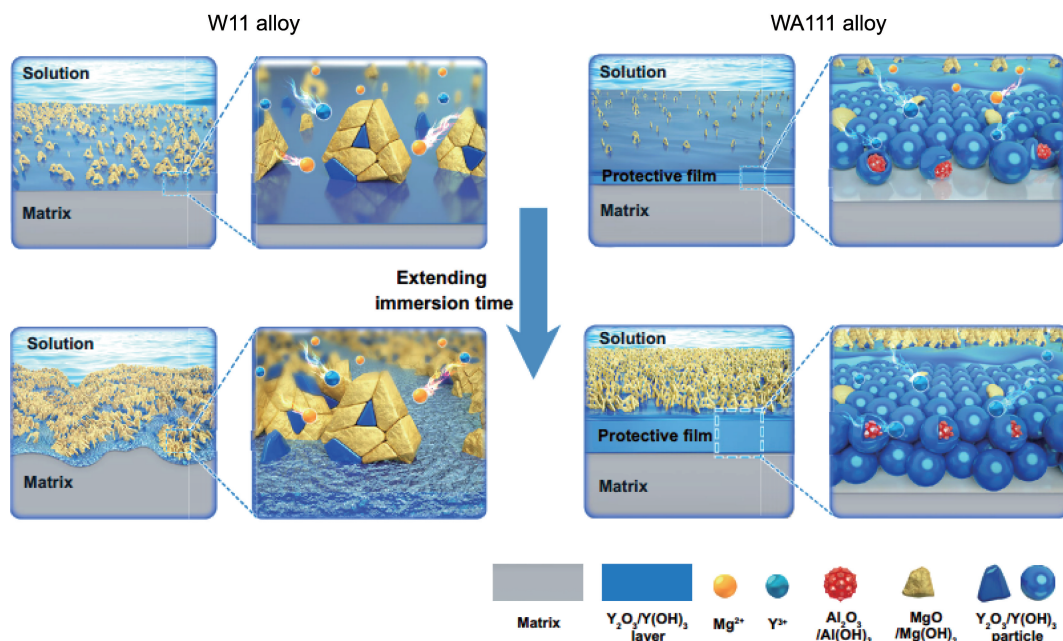 W11 alloy
WA111 alloy
Solution
Matrix
Solution
Protective film
Matrix
Extending
immersion time
Solution
Matrix
Solution
Protective film
Matrix
Matrix
Y₂O₃/Y(OH)₃
layer
Mg²⁺
Y³⁺
Al₂O₃
/Al(OH)₃
MgO
/Mg(OH)₂
Y₂O₃/Y(OH)₃
particle